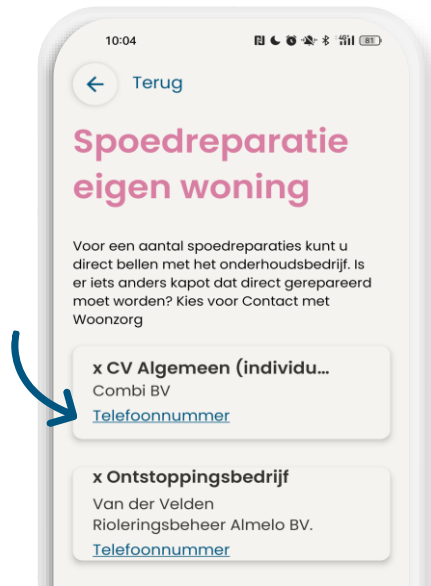 10:04
81
Terug
Spoedreparatie
eigen woning
Voor een aantal spoedreparaties kunt u
direct bellen met het onderhoudsbedrijf. Is
er iets anders kapot dat direct gerepareerd
moet worden? Kies voor Contact met
Woonzorg
x CV Algemeen (individu...
Combi BV
Telefoonnummer
x Ontstoppingsbedrijf
Van der Velden
Rioleringsbeheer Almelo BV.
Telefoonnummer